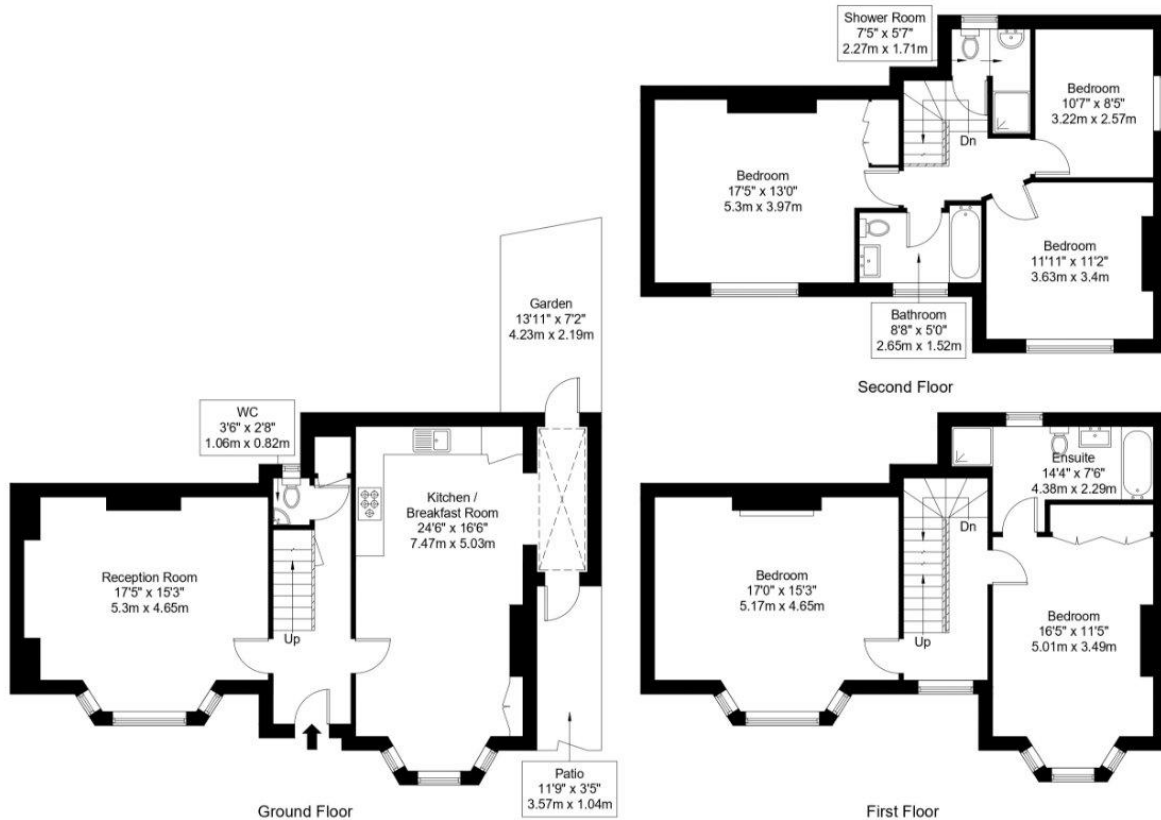 Shower Room
7'5" x 5'7"
2.27m x 1.71m
Bedroom
10'7" x 8'5"
3.22m x 2.57m
Dn
Bedroom
17'5" x 13'0"
5.3m x 3.97m
Bedroom
11'11" x 11'2"
3.63m x 3.4m
Bathroom
8'8" x 5'0"
2.65m x 1.52m
Second Floor
Garden
13'11" x 7'2"
4.23m x 2.19m
WC
3'6" x 2'8"
1.06m x 0.82m
Kitchen /
Breakfast Room
24'6" x 16'6"
7.47m x 5.03m
Reception Room
17'5" x 15'3"
5.3m x 4.65m
Up
Patio
11'9" x 3'5"
3.57m x 1.04m
Ground Floor
Ensuite
14'4" x 7'6"
4.38m x 2.29m
Dn
Bedroom
17'0" x 15'3"
5.17m x 4.65m
Bedroom
16'5" x 11'5"
5.01m x 3.49m
Up
First Floor